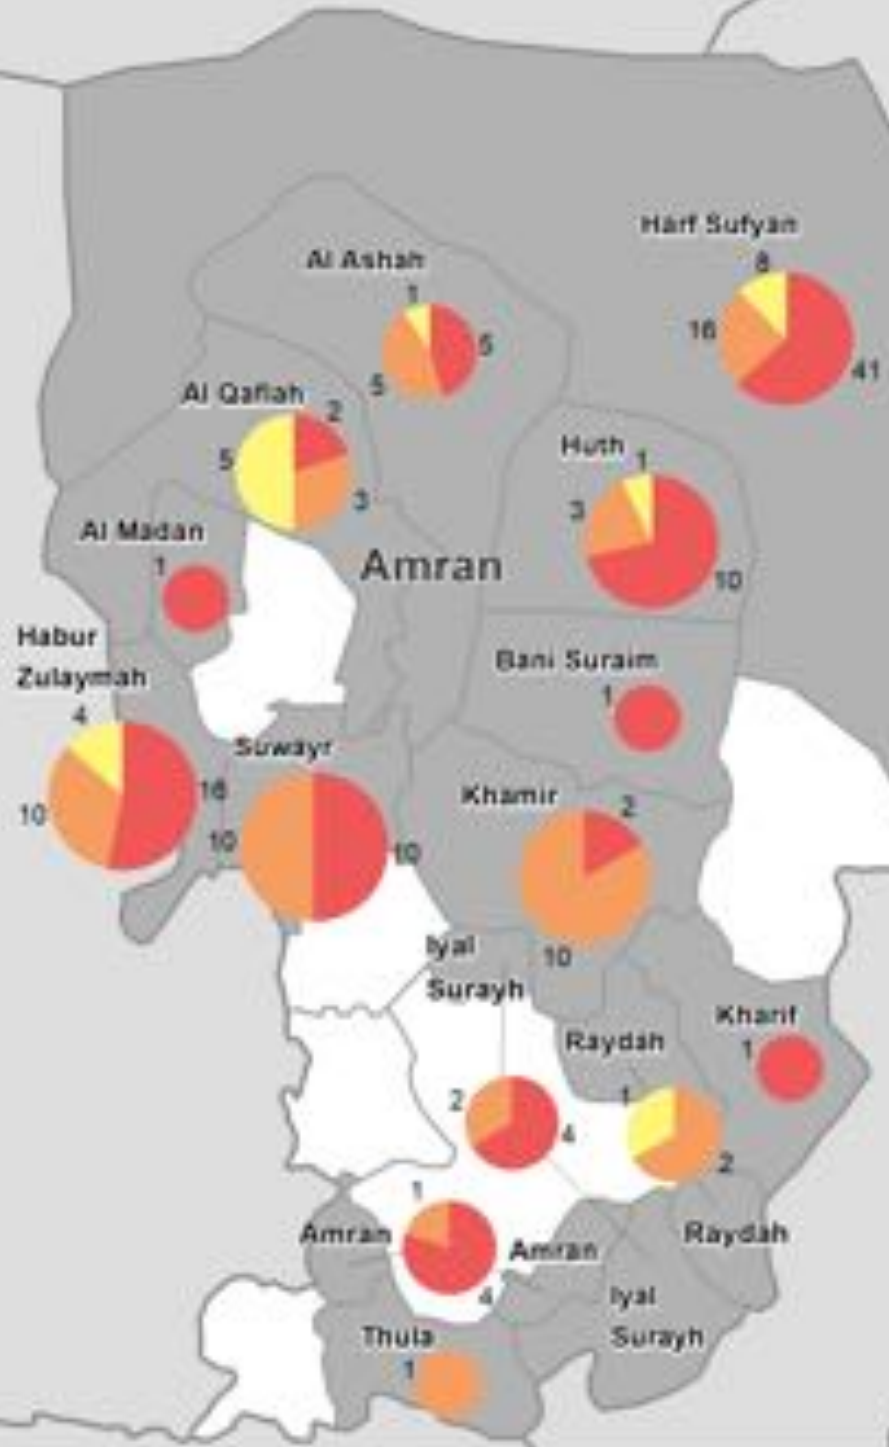 Harf Sufyan
8
16
41
Al Ashah
1
5
5
Al Qaflah
2
5
3
Huth
1
3
10
Al Madan
1
Amran
Habur
Zulaymah
4
16
10
Bani Suraim
1
Suwayr
10
10
Khamir
2
10
Iyal
Surayh
2
4
Raydah
1
2
Kharif
1
Amran
1
4
Amran
Raydah
Iyal
Surayh
Thula
1